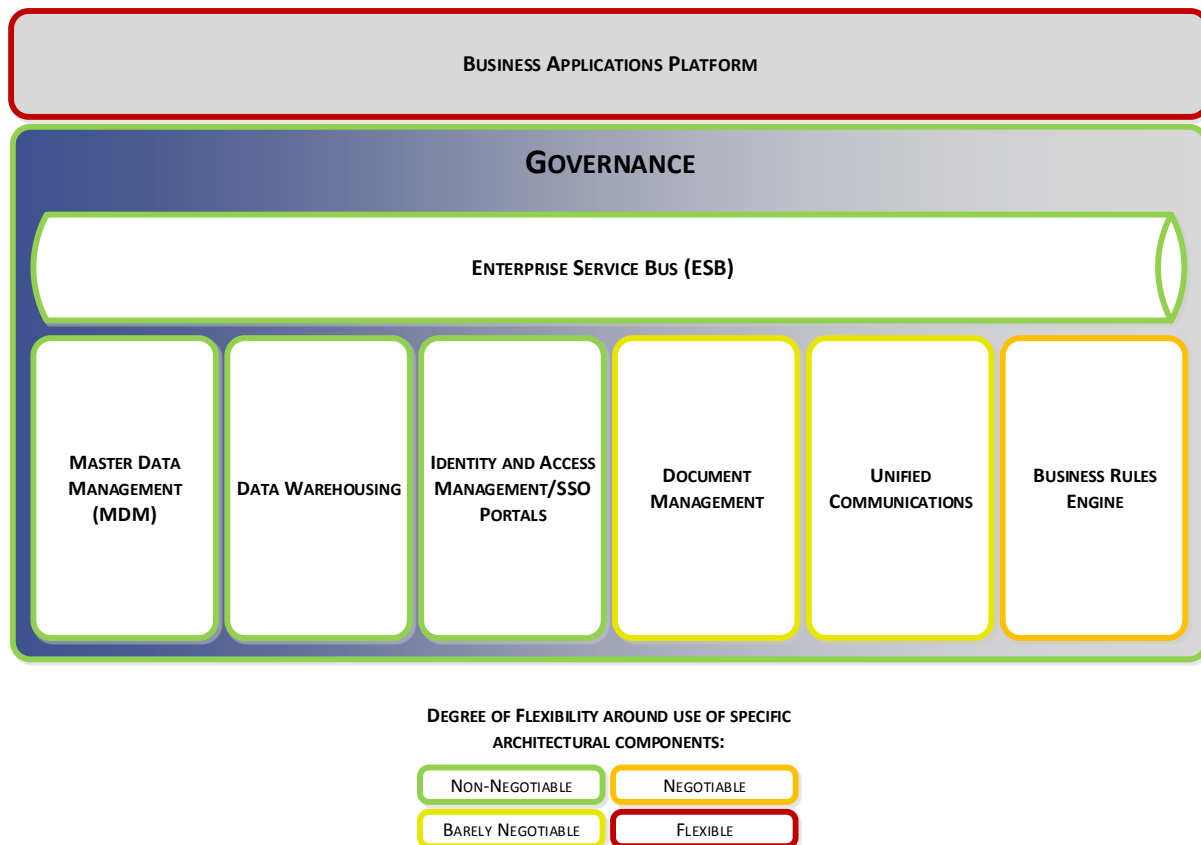 BUSINESS APPLICATIONS PLATFORM
GOVERNANCE
ENTERPRISE SERVICE BUS (ESB)
MASTER DATA
MANAGEMENT
(MDM)
DATA WAREHOUSING
IDENTITY AND ACCESS
MANAGEMENT/SSO
PORTALS
DOCUMENT
MANAGEMENT
UNIFIED
COMMUNICATIONS
BUSINESS RULES
ENGINE
DEGREE OF FLEXIBILITY AROUND USE OF SPECIFIC
ARCHITECTURAL COMPONENTS:
NON-NEGOTIABLE
NEGOTIABLE
BARELY NEGOTIABLE
FLEXIBLE